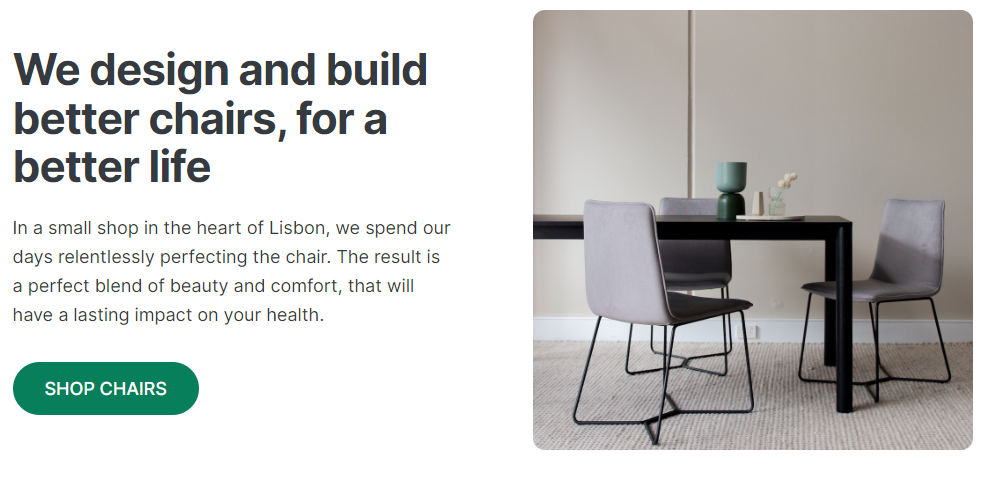 We design and build
better chairs, for a
better life
In a small shop in the heart of Lisbon, we spend our
days relentlessly perfecting the chair. The result is
a perfect blend of beauty and comfort, that will
have a lasting impact on your health.
SHOP CHAIRS